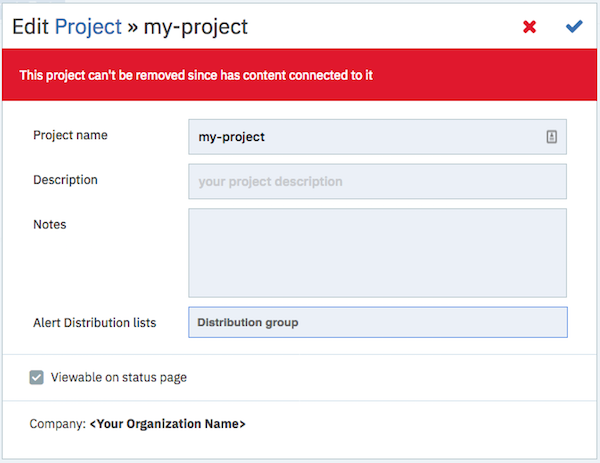 Edit Project » my-project
This project can't be removed since has content connected to it
Project name
my-project
Description
your project description
Notes
Alert Distribution lists
Distribution group
Viewable on status page
Company: <Your Organization Name>